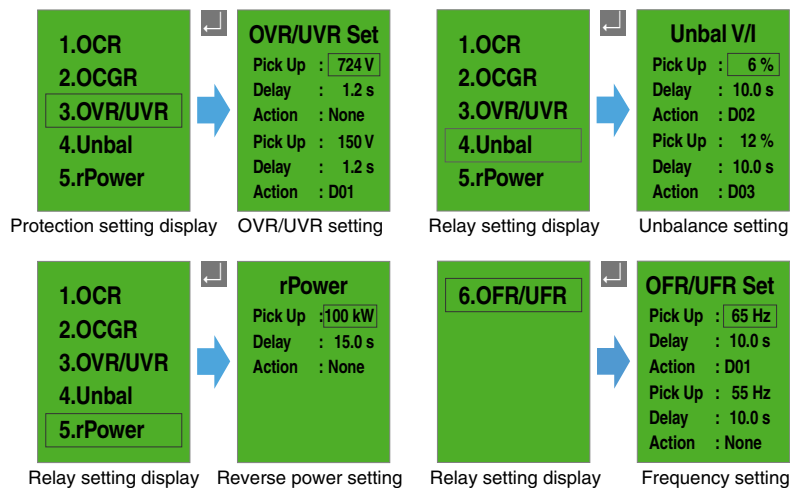 1.OCR
2.OCGR
3.OVR/UVR
4.Unbal
5.rPower
Protection setting display
OVR/UVR Set
Pick Up : 724 V
Delay : 1.2 s
Action : None
Pick Up : 150 V
Delay : 1.2 s
Action : D01
OVR/UVR setting
1.OCR
2.OCGR
3.OVR/UVR
4.Unbal
5.rPower
Relay setting display
Unbal V/I
Pick Up : 6 %
Delay : 10.0 s
Action : D02
Pick Up : 12 %
Delay : 10.0 s
Action : D03
Unbalance setting
1.OCR
2.OCGR
3.OVR/UVR
4.Unbal
5.rPower
Relay setting display
rPower
Pick Up : 100 kW
Delay : 15.0 s
Action : None
Reverse power setting
6.OFR/UFR
Relay setting display
OFR/UFR Set
Pick Up : 65 Hz
Delay : 10.0 s
Action : D01
Pick Up : 55 Hz
Delay : 10.0 s
Action : None
Frequency setting